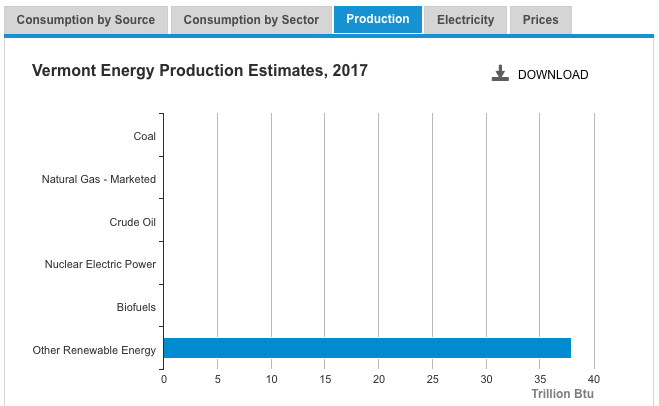 Consumption by Source Consumption by Sector Production Electricity Prices
Vermont Energy Production Estimates, 2017
DOWNLOAD
Coal
Natural Gas - Marketed
Crude Oil
Nuclear Electric Power
Biofuels
Other Renewable Energy
0 5 10 15 20 25 30 35 40
Trillion Btu